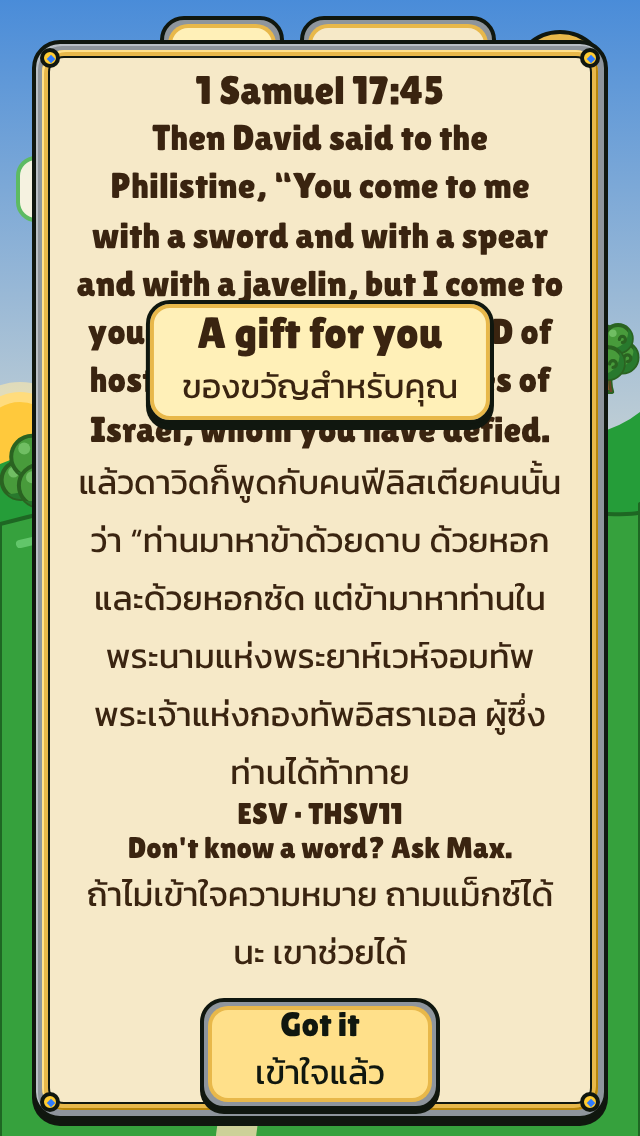 1 Samuel 17:45
Then David said to the
Philistine, “You come to me
with a sword and with a spear
and with a javelin, but I come to
you
of
A gift for you
ของขวัญสำหรับคุณ
of
Israel, whom you have defied.
แล้วดาวิดก็พูดกับคนฟีลิสเตียคนนั้น
ว่า “ท่านมาหาข้าด้วยดาบ ด้วยหอก
และด้วยหอกซัด แต่ข้ามาหาท่านใน
พระนามแห่งพระยาห์เวห์จอมทัพ
พระเจ้าแห่งกองทัพอิสราเอล ผู้ซึ่ง
ท่านได้ท้าทาย
ESV · THSV11
Don't know a word? Ask Max.
ถ้าไม่เข้าใจความหมาย ถามแม็กซ์ได้
นะ เขาช่วยได้
Got it
เข้าใจแล้ว